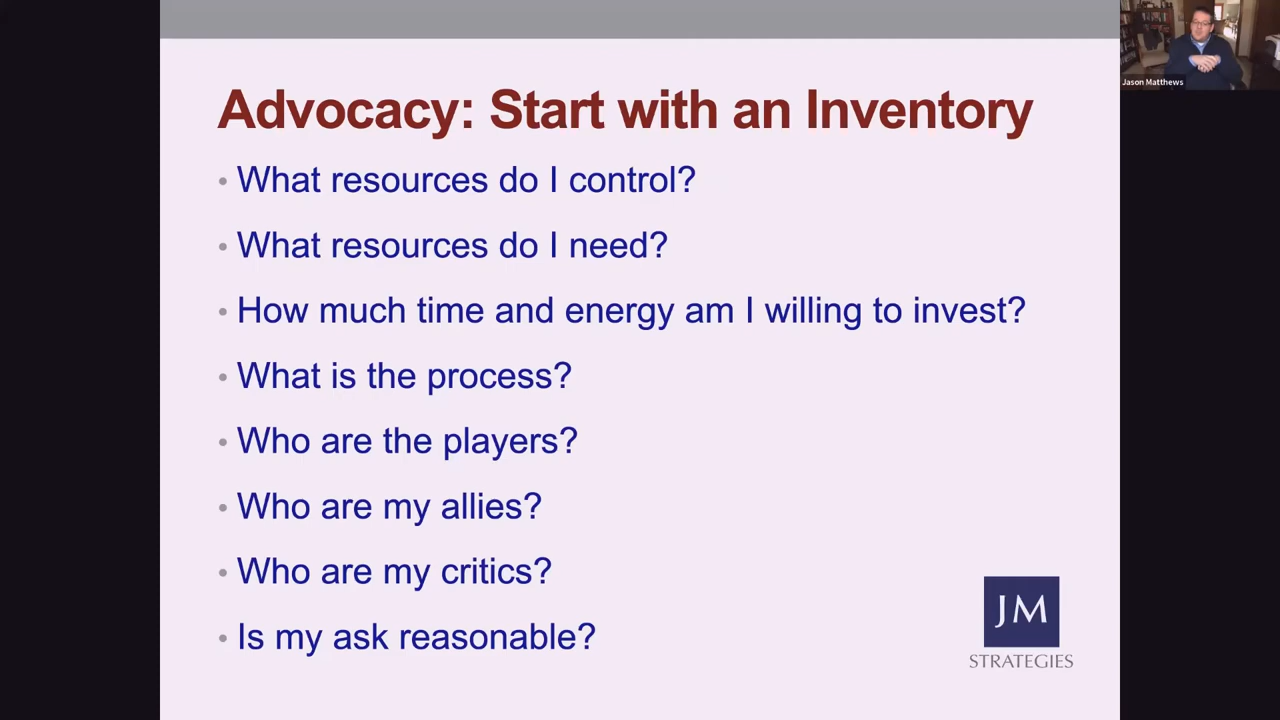 Jason Matthews
Advocacy: Start with an Inventory
• What resources do I control?
• What resources do I need?
• How much time and energy am I willing to invest?
• What is the process?
• Who are the players?
• Who are my allies?
• Who are my critics?
• Is my ask reasonable?
JM
STRATEGIES